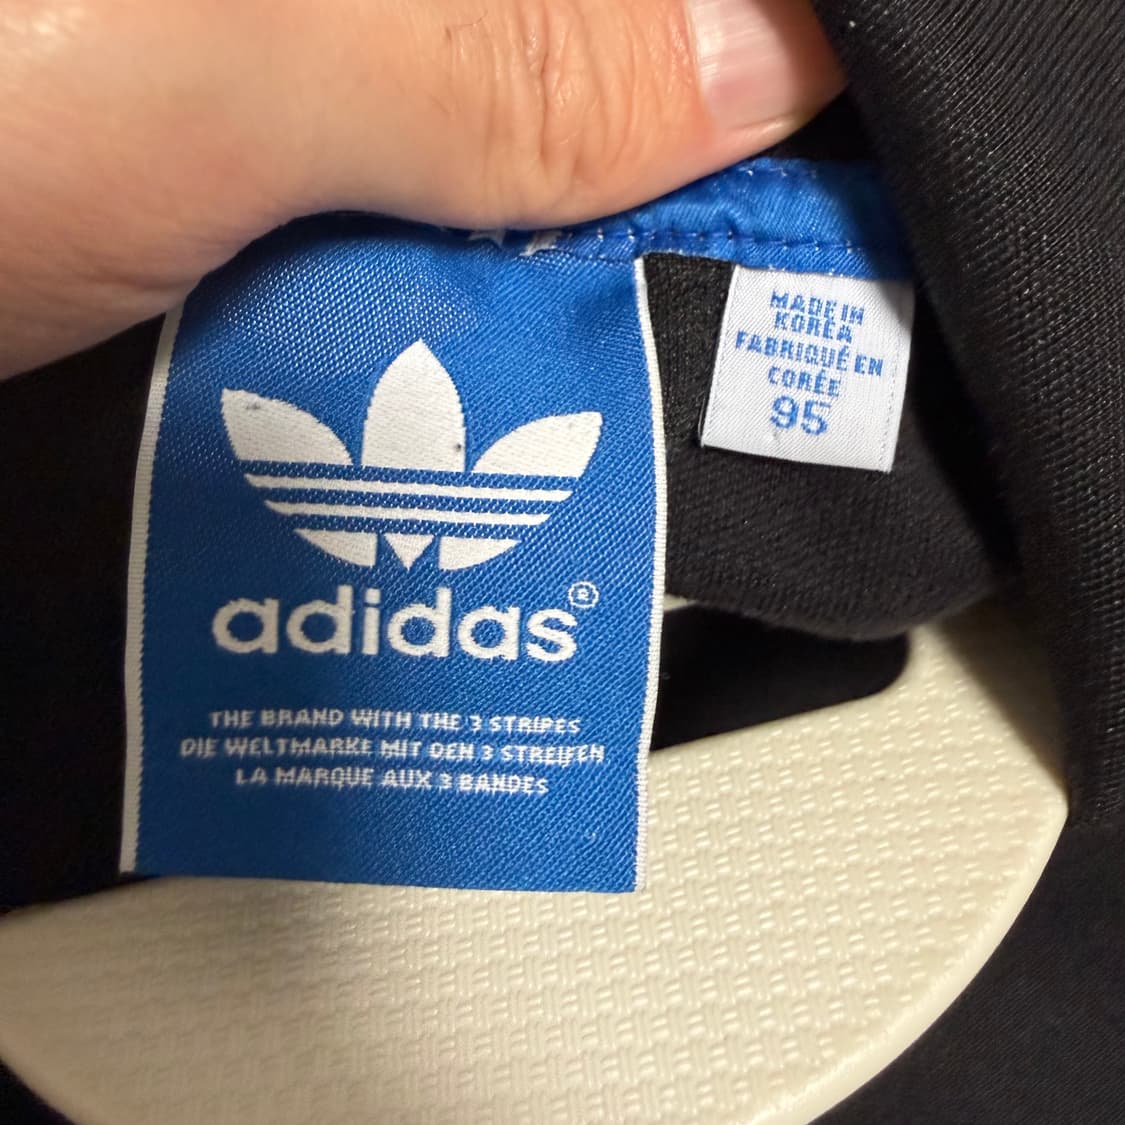 adidas®
THE BRAND WITH THE 3 STRIPES
DIE WELTMARKE MIT DEN 3 STREIFEN
LA MARQUE AUX 3 BANDES
MADE IN
KOREA
FABRIQUÉ EN
CORÉE
95